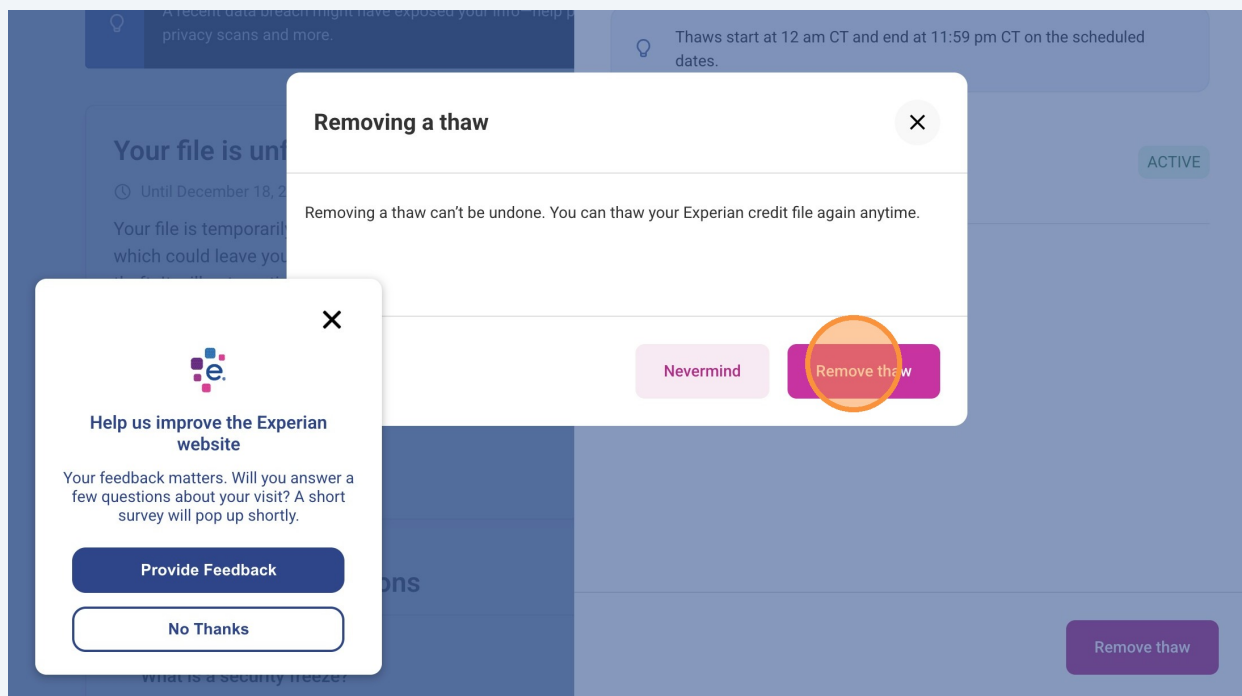 A recent data breach might have exposed your info—help p
privacy scans and more.
Thaws start at 12 am CT and end at 11:59 pm CT on the scheduled
dates.
Removing a thaw
Your file is unf
ACTIVE
Until December 18, 2
Removing a thaw can't be undone. You can thaw your Experian credit file again anytime.
Your file is temporaril
which could leave you
Nevermind
Remove thaw
e.
Help us improve the Experian
website
Your feedback matters. Will you answer a
few questions about your visit? A short
survey will pop up shortly.
Provide Feedback
ons
No Thanks
Remove thaw
What is a security freeze?